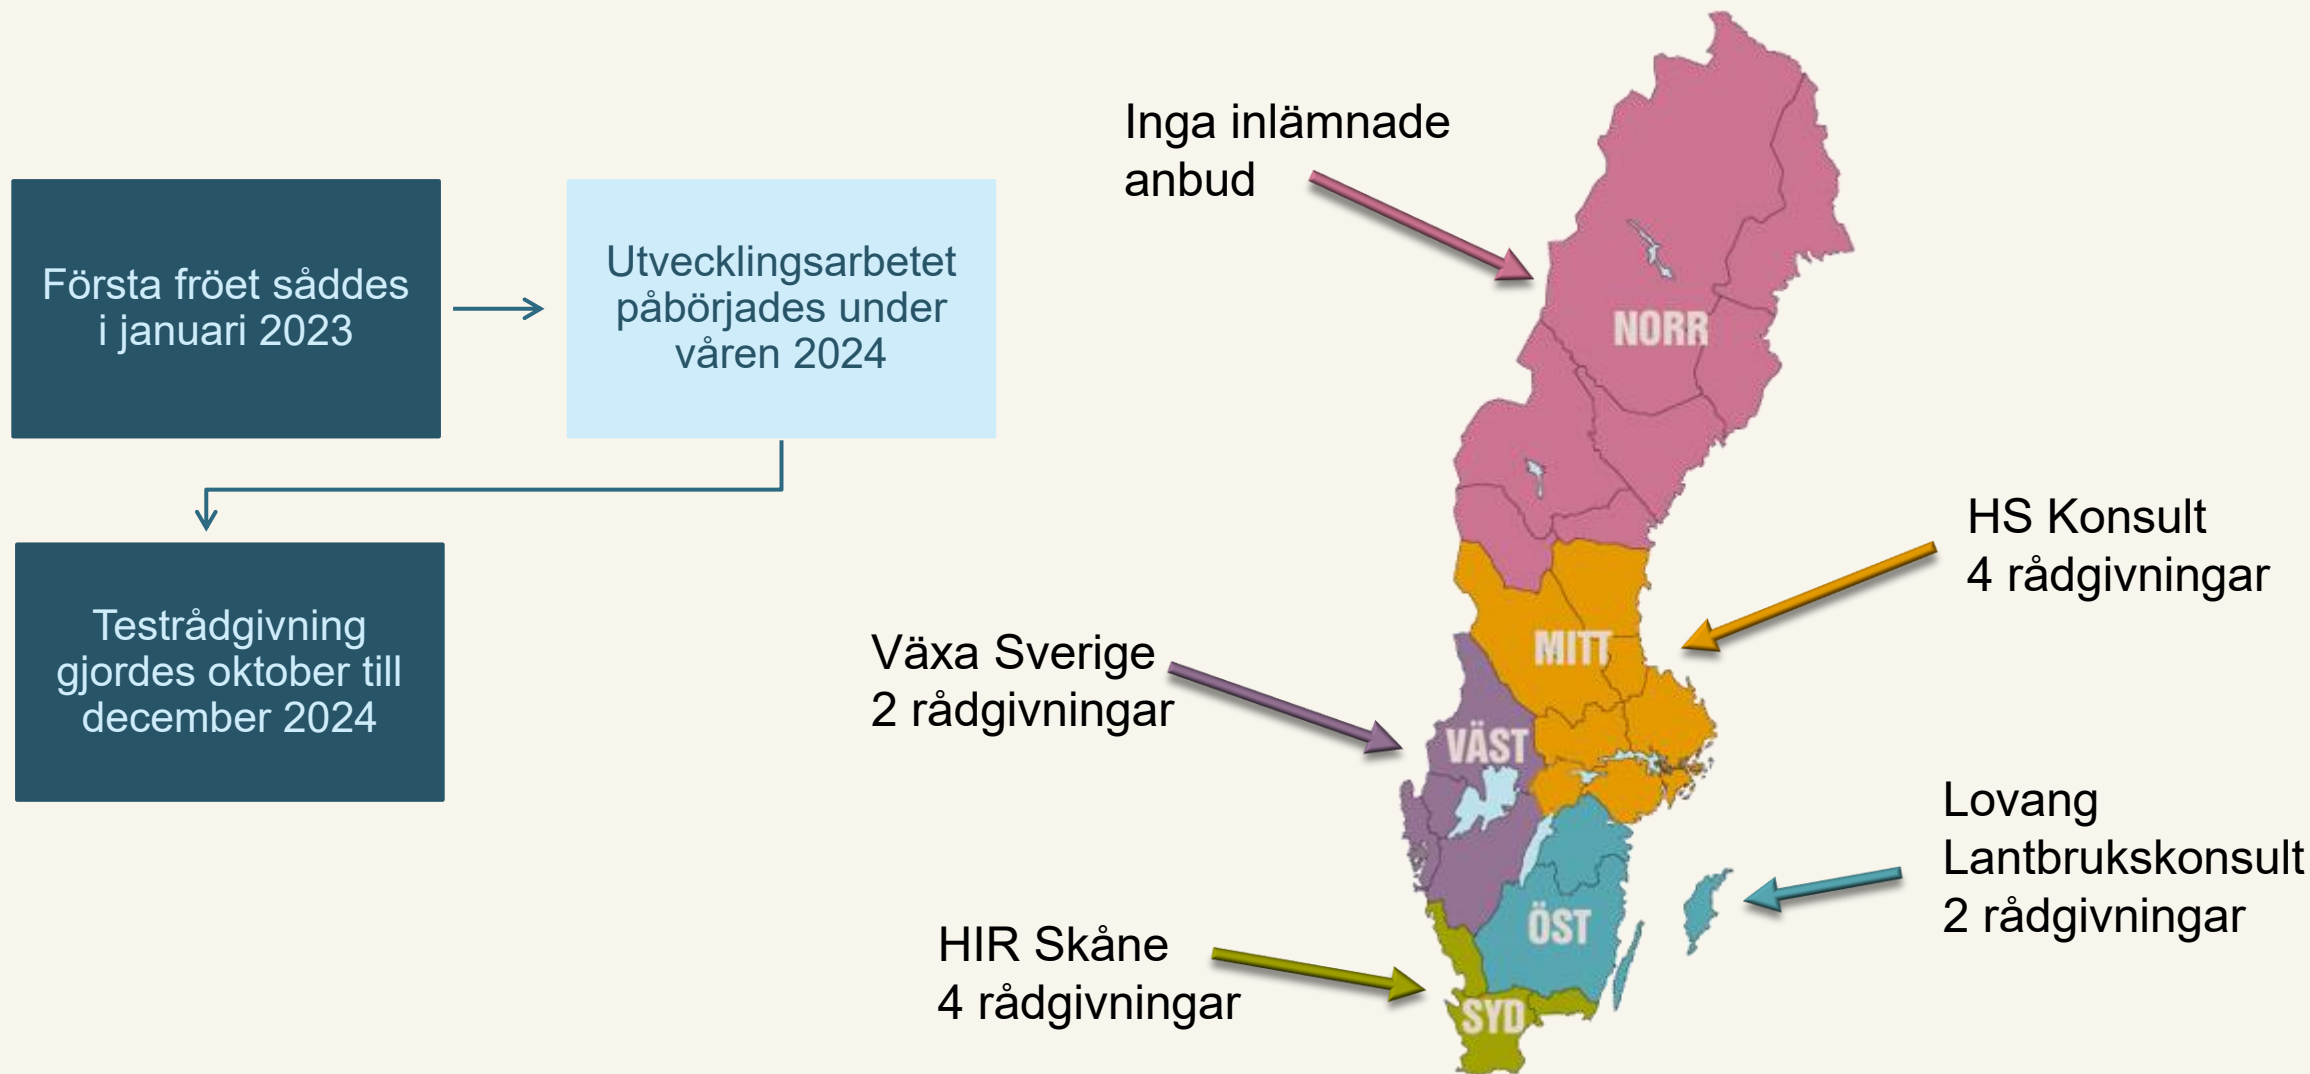 Första fröet såddes
i januari 2023
Utvecklingsarbetet
påbörjades under
våren 2024
Testrådgivning
gjordes oktober till
december 2024
Inga inlämnade
anbud
NORR
HS Konsult
4 rådgivningar
MITT
Växa Sverige
2 rådgivningar
VÄST
Lovang
Lantbrukskonsult
2 rådgivningar
ÖST
HIR Skåne
4 rådgivningar
SYD